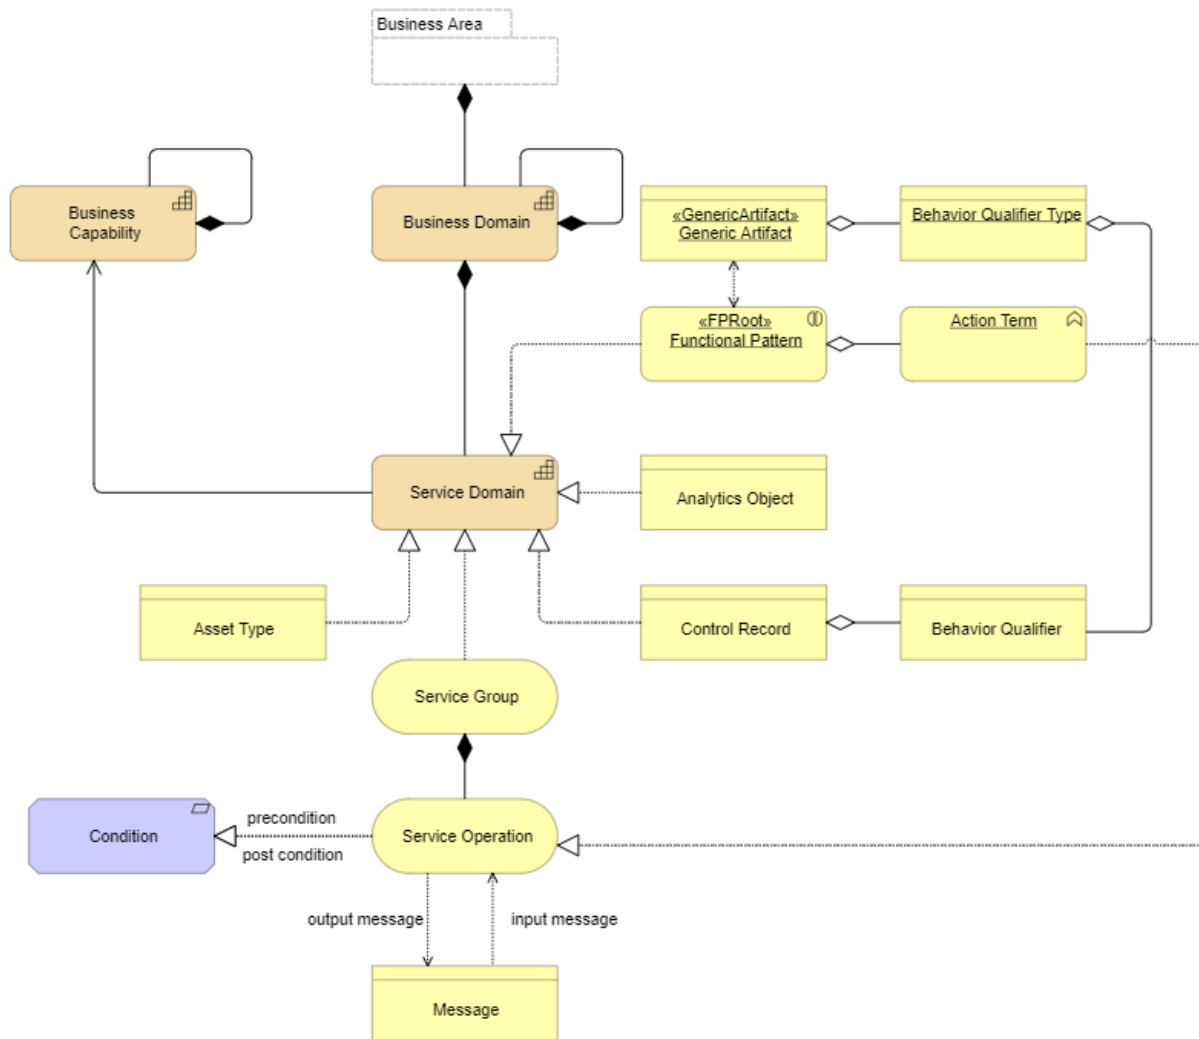 Business Area
Business
Capability
Business Domain
«GenericArtifact»
Generic Artifact
Behavior Qualifier Type
«FPRoot»
Functional Pattern
Action Term
Service Domain
Analytics Object
Asset Type
Control Record
Behavior Qualifier
Service Group
Condition
precondition
post condition
Service Operation
output message
input message
Message